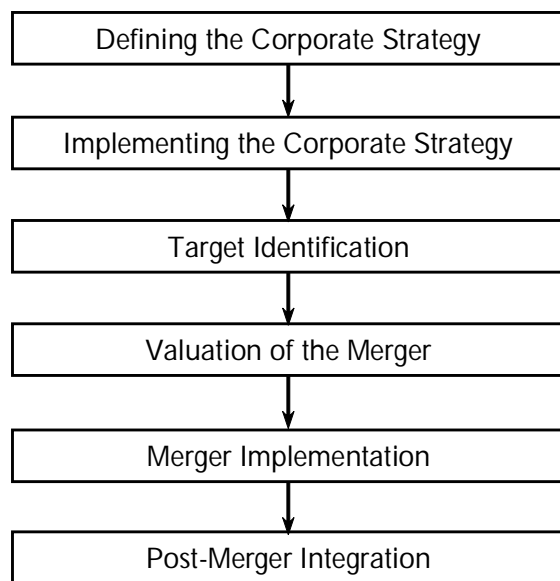 Defining the Corporate Strategy
Implementing the Corporate Strategy
Target Identification
Valuation of the Merger
Merger Implementation
Post-Merger Integration